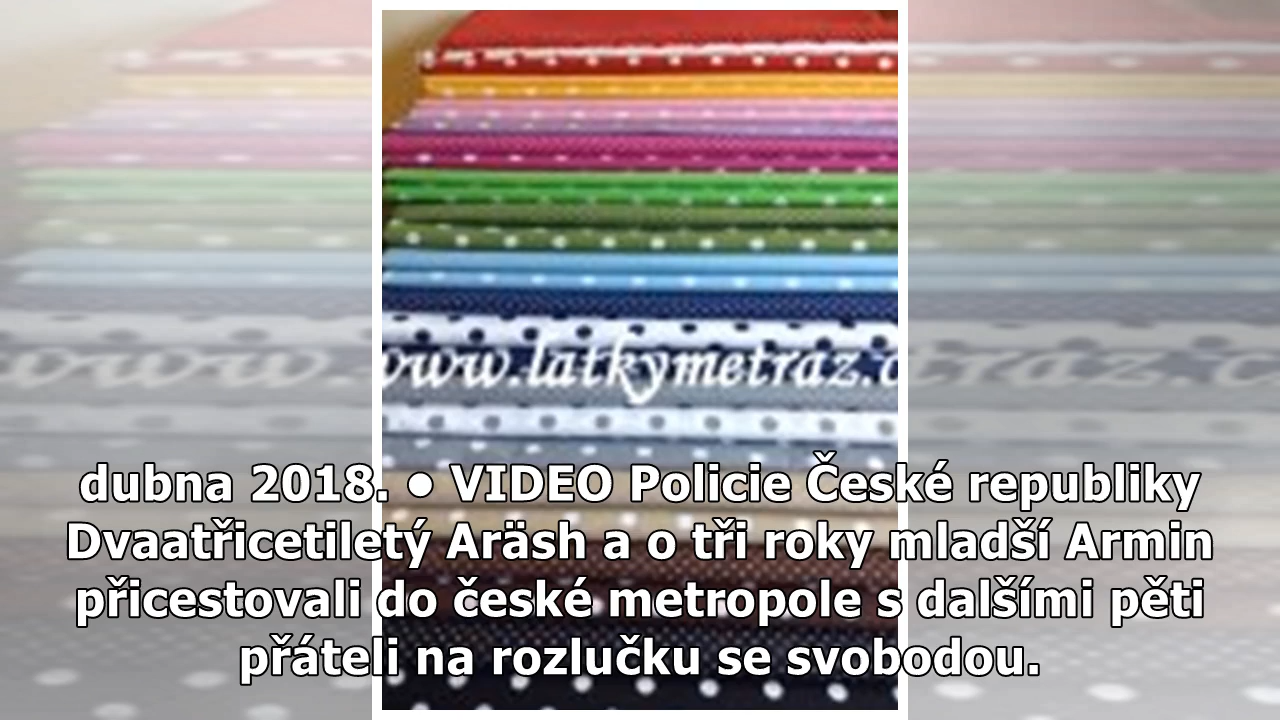 www.latkymetraz.c
dubna 2018. ● VIDEO Policie České republiky
Dvaatřicetiletý Aräsh a o tři roky mladší Armin
přicestovali do české metropole s dalšími pěti
přáteli na rozlučku se svobodou.